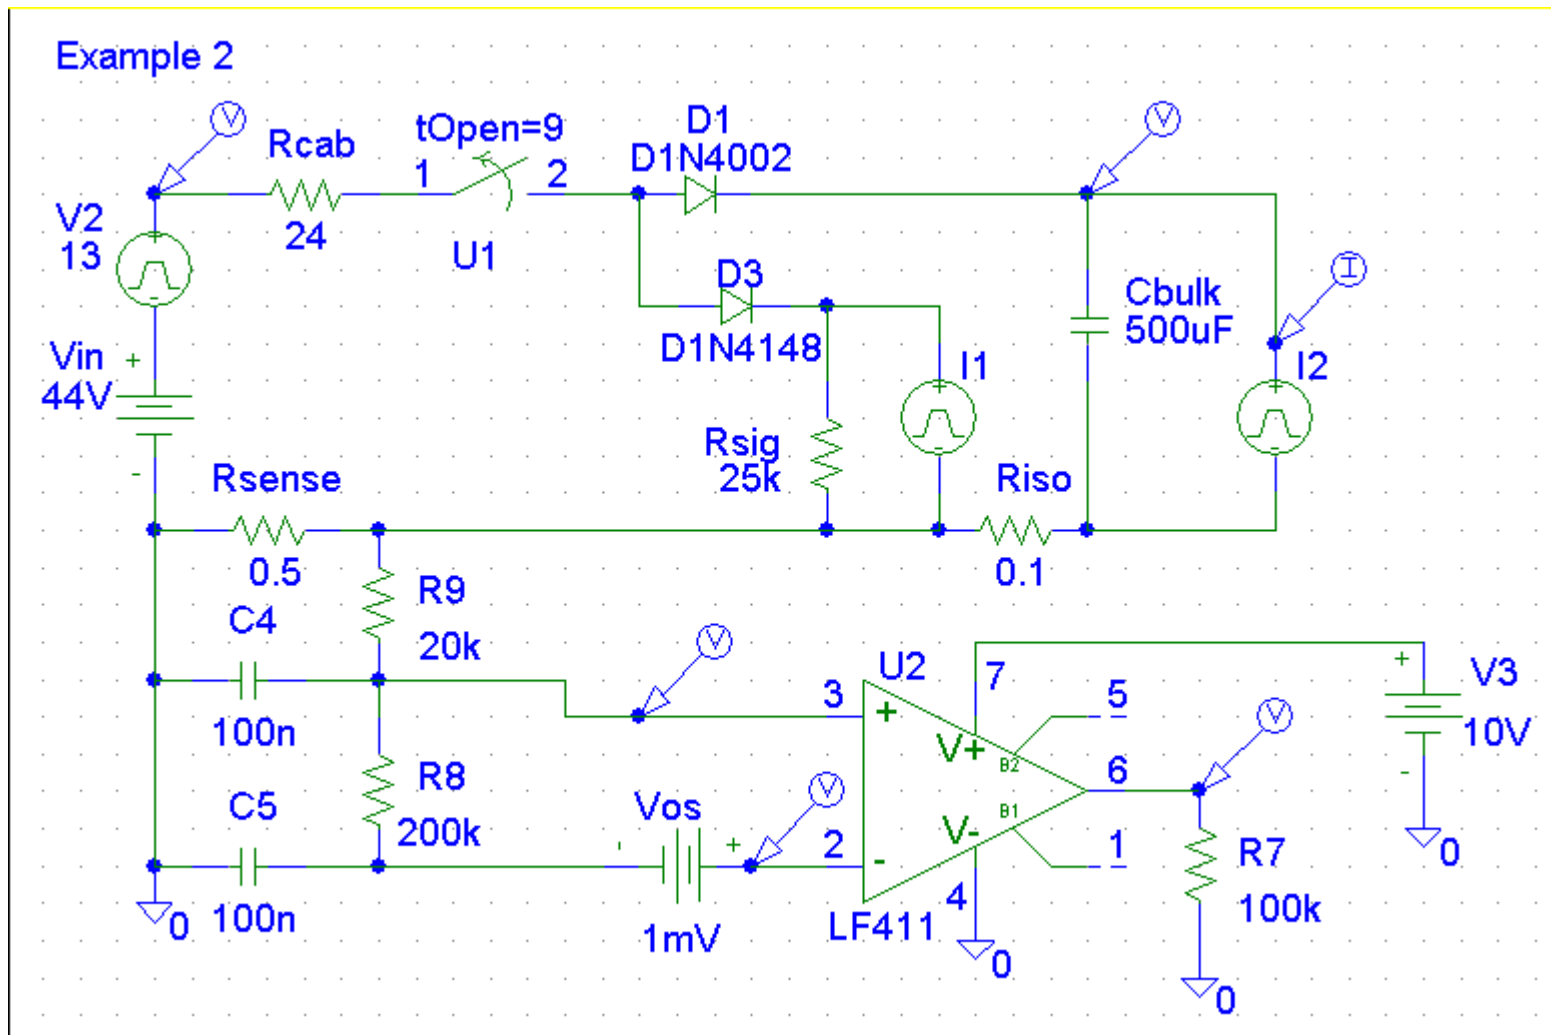 Example 2
V
Rcab
24
tOpen=9
1
2
U1
D1
D1N4002
V
V2
13
D3
D1N4148
Cbulk
500uF
I
Vin
44V
+
-
I1
I2
Rsense
0.5
Rsig
25k
Riso
0.1
C4
100n
R9
20k
V
U2
7
3
+
5
V+
B2
V
V3
10V
+
-
0
C5
100n
R8
200k
Vos
-
+
1mV
V
2
-
V-
B1
6
1
4
LF411
0
R7
100k
0
0